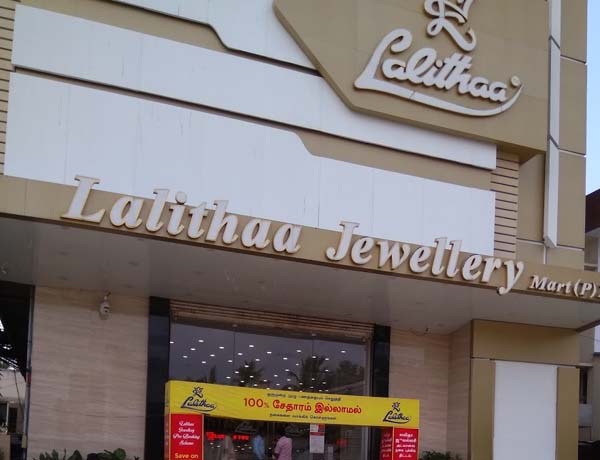 Lalithaa
Lalithaa Jewellery Mart (P)
100% சேதாரம் இல்லாமல்
Lalithaa
Lalithaa
Lalithaa
Jewellery
Pre Booking
Scheme
Save on